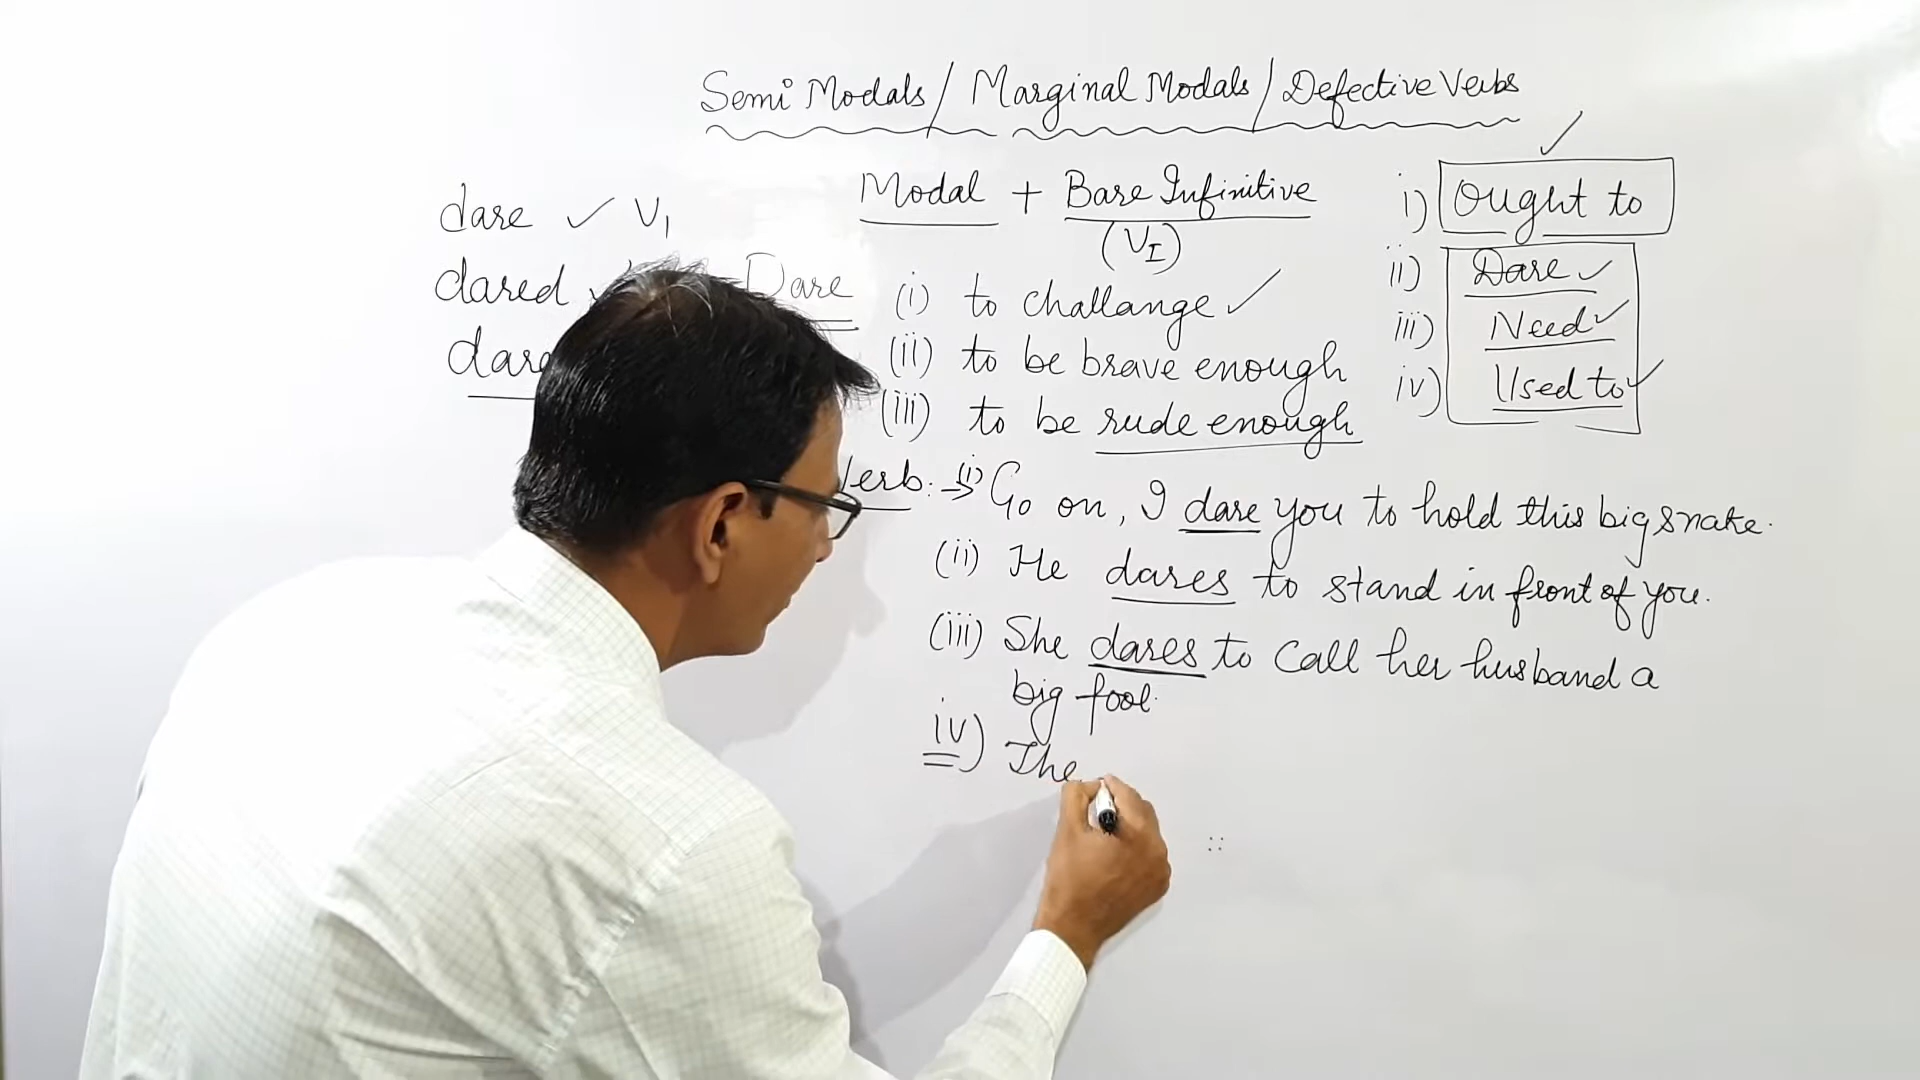 Semi Modals / Marginal Modals / Defective Verbs
Modal + Bare Infinitive
(VI)
i) Ought to
ii) Dare ✓
iii) Need ✓
iv) Used to ✓
dare ✓ V1
dared
Dare
(i) to challange ✓
(ii) to be brave enough
(iii) to be rude enough
Verb: → (i) Go on, I dare you to hold this big snake.
(ii) He dares to stand in front of you.
(iii) She dares to call her husband a
big fool.
iv) The